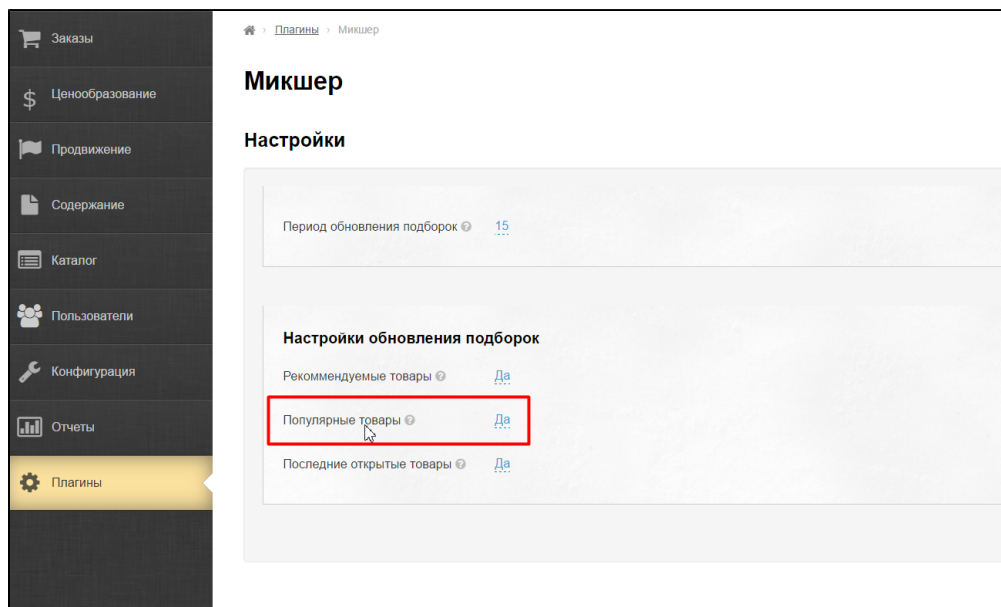 Плагины › Микшер
Микшер
Настройки
Период обновления подборок 15
Настройки обновления подборок
Рекоммендуемые товары Да
Популярные товары Да
Последние открытые товары Да
Заказы
Ценообразование
Продвижение
Содержание
Каталог
Пользователи
Конфигурация
Отчеты
Плагины